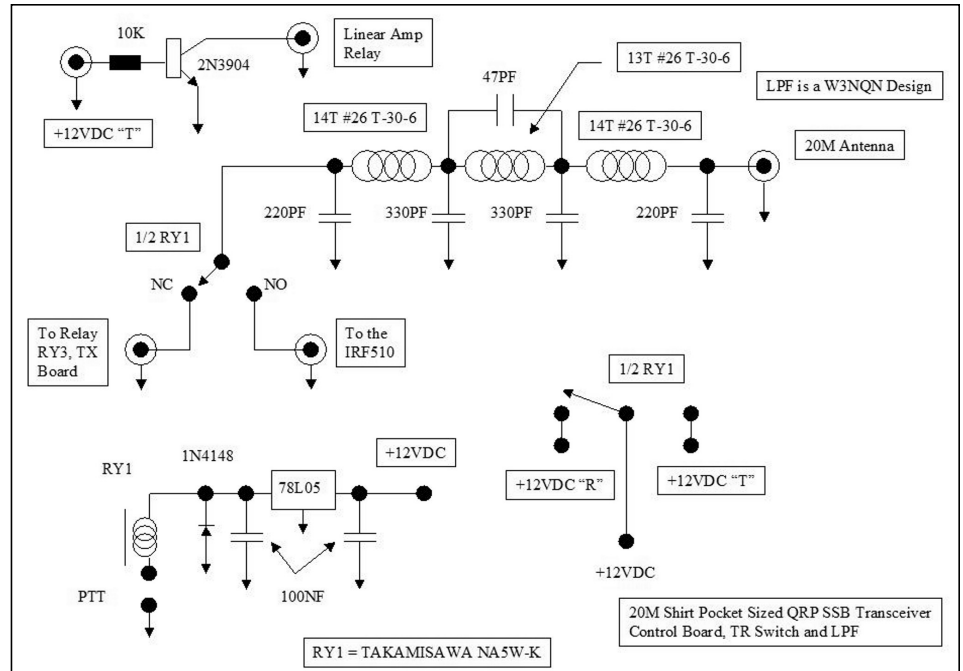 10K
2N3904
Linear Amp
Relay
+12VDC “T”
47PF
13T #26 T-30-6
LPF is a W3NQN Design
14T #26 T-30-6
14T #26 T-30-6
20M Antenna
220PF
330PF
330PF
220PF
1/2 RY1
NC
NO
To Relay
RY3, TX
Board
To the
IRF510
1/2 RY1
+12VDC “R”
+12VDC “T”
+12VDC
RY1
1N4148
78L05
+12VDC
PTT
100NF
20M Shirt Pocket Sized QRP SSB Transceiver
Control Board, TR Switch and LPF
RY1 = TAKAMISAWA NA5W-K